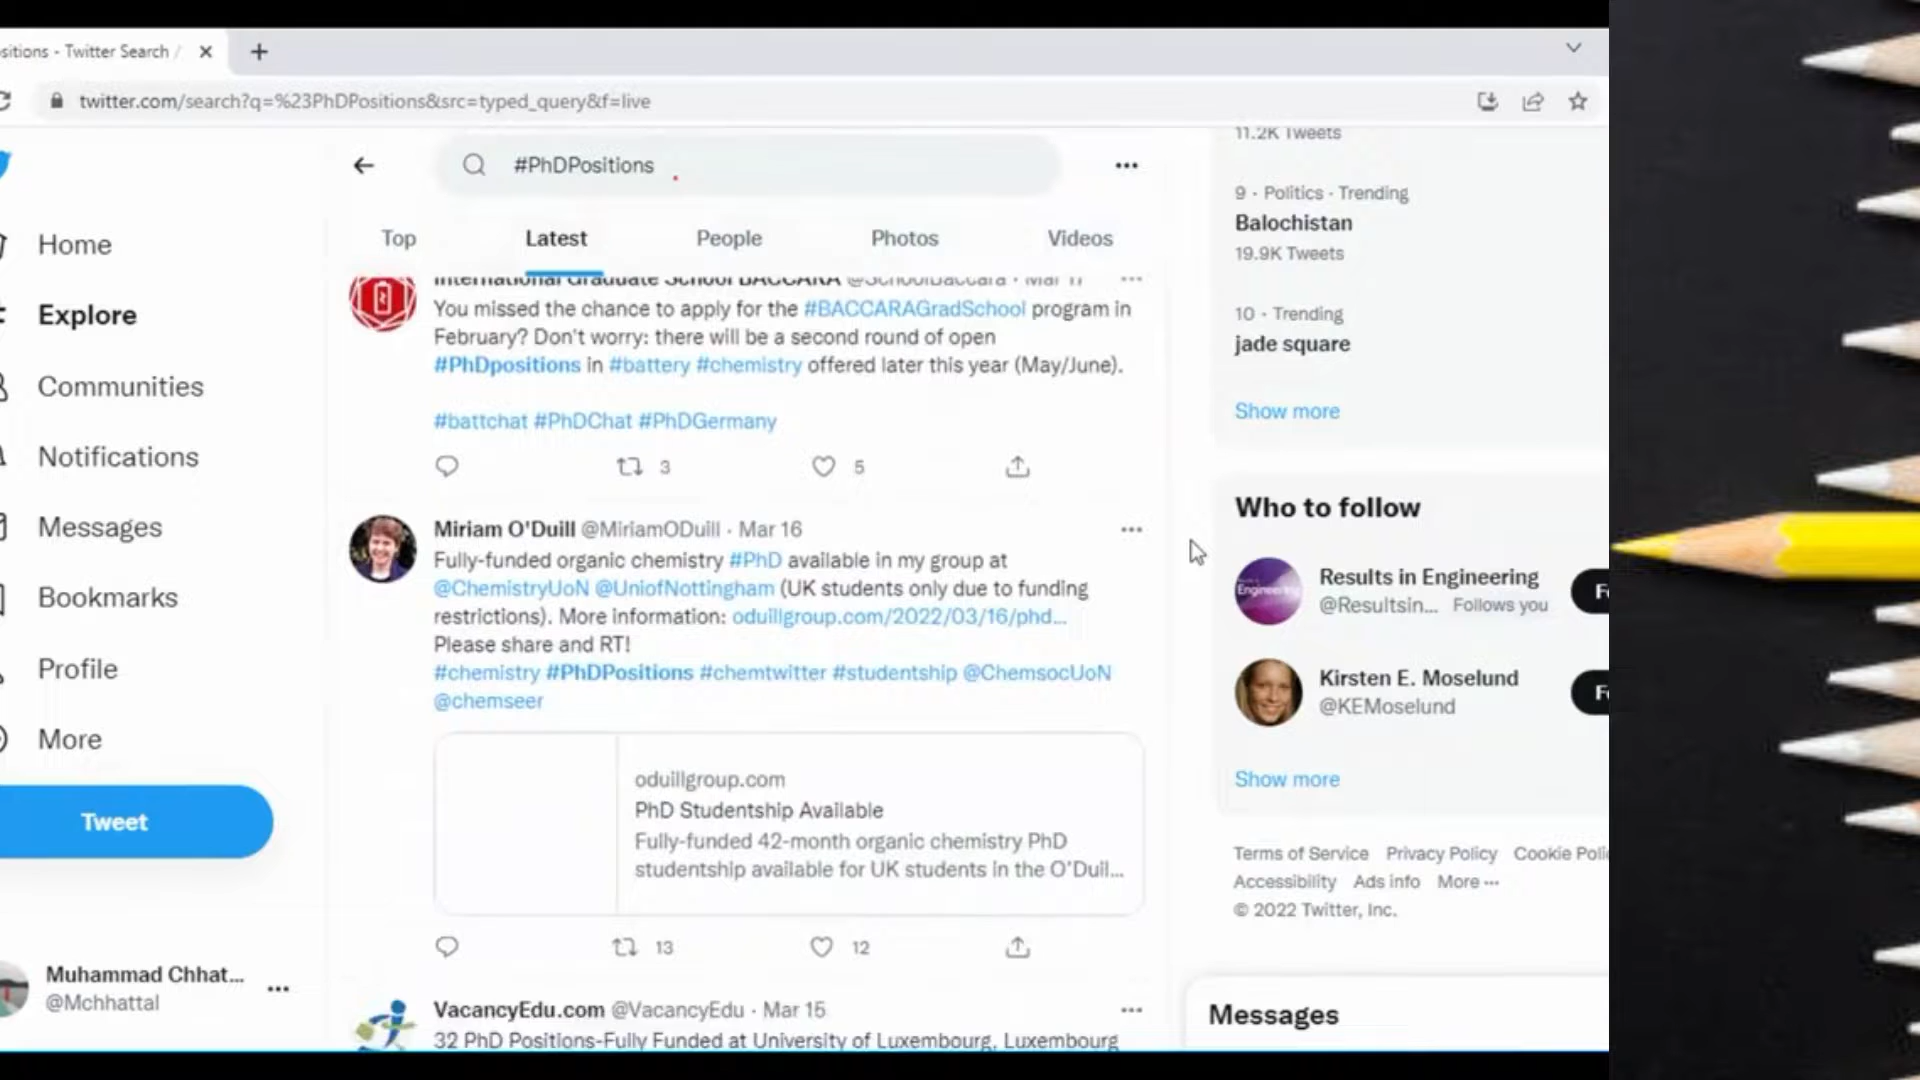 sitions - Twitter Search /
twitter.com/search?q=%23PhDPositions&src=typed_query&f=live
#PhDPositions
Top Latest People Photos Videos
Home
Explore
Communities
Notifications
Messages
Bookmarks
Profile
More
Tweet
Muhammad Chhat...
@Mchhattal
International Graduate School BACCARA @SchoolBaccara · Mar 17
You missed the chance to apply for the #BACCARAGradSchool program in
February? Don't worry: there will be a second round of open
#PhDpositions in #battery #chemistry offered later this year (May/June).
#battchat #PhDChat #PhDGermany
3 5
Miriam O'Duill @MiriamODuill · Mar 16
Fully-funded organic chemistry #PhD available in my group at
@ChemistryUoN @UniofNottingham (UK students only due to funding
restrictions). More information: oduillgroup.com/2022/03/16/phd...
Please share and RT!
#chemistry #PhDPositions #chemtwitter #studentship @ChemsocUoN
@chemseer
oduillgroup.com
PhD Studentship Available
Fully-funded 42-month organic chemistry PhD
studentship available for UK students in the O'Duil...
13 12
VacancyEdu.com @VacancyEdu · Mar 15
32 PhD Positions-Fully Funded at University of Luxembourg, Luxembourg
11.2K Tweets
9 · Politics · Trending
Balochistan
19.9K Tweets
10 · Trending
jade square
Show more
Who to follow
Results in Engineering
@Resultsin... Follows you
F
Kirsten E. Moselund
@KEMoselund
F
Show more
Terms of Service Privacy Policy Cookie Poli
Accessibility Ads info More ···
© 2022 Twitter, Inc.
Messages